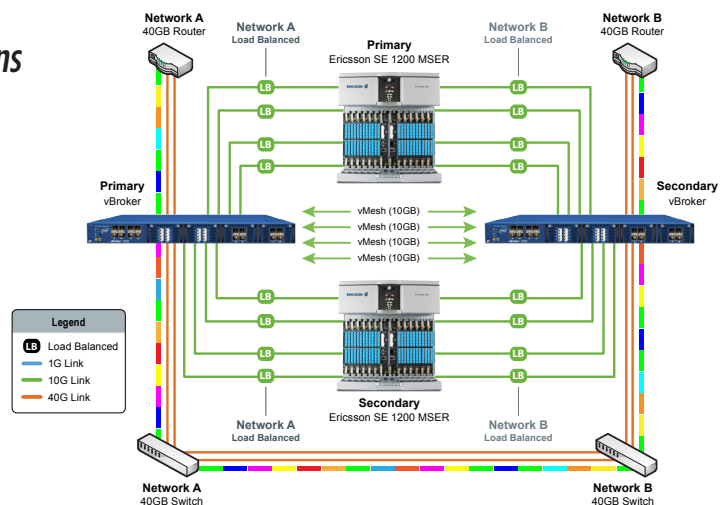 ns
Network A
40GB Router
Network A
Load Balanced
Primary
Ericsson SE 1200 MSER
Network B
Load Balanced
Network B
40GB Router
LB
LB
LB
LB
LB
LB
LB
LB
ERICSSON
Primary
vBroker
Secondary
vBroker
vMesh (10GB)
vMesh (10GB)
vMesh (10GB)
vMesh (10GB)
LB
LB
LB
LB
LB
LB
LB
LB
ERICSSON
Legend
LB Load Balanced
1G Link
10G Link
40G Link
Network A
Load Balanced
Secondary
Ericsson SE 1200 MSER
Network B
Load Balanced
Network A
40GB Switch
Network B
40GB Switch